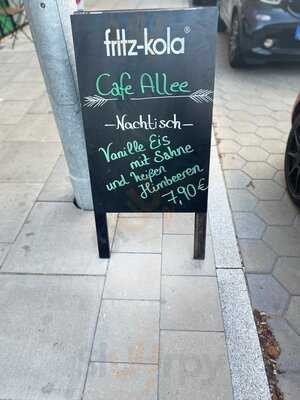 fritz-kola®
Cafe Allee
-Nachtisch-
Vanille Eis
mit Sahne
und heißen
Himbeeren
7,90€